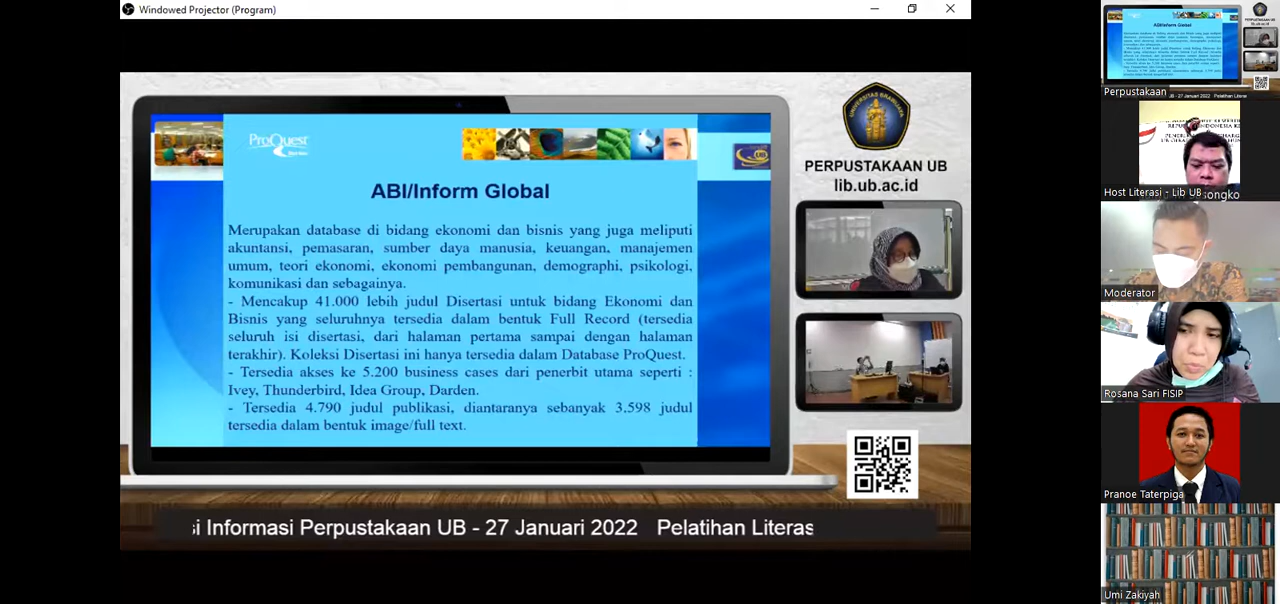 Windowed Projector (Program)
ProQuest
ABI/Inform Global
Merupakan database di bidang ekonomi dan bisnis yang juga meliputi
akuntansi, pemasaran, sumber daya manusia, keuangan, manajemen
umum, teori ekonomi, ekonomi pembangunan, demographi, psikologi,
komunikasi dan sebagainya.
- Mencakup 41.000 lebih judul Disertasi untuk bidang Ekonomi dan
Bisnis yang seluruhnya tersedia dalam bentuk Full Record (tersedia
seluruh isi disertasi, dari halaman pertama sampai dengan halaman
terakhir). Koleksi Disertasi ini hanya tersedia dalam Database ProQuest.
- Tersedia akses ke 5.200 business cases dari penerbit utama seperti :
Ivey, Thunderbird, Idea Group, Darden.
- Tersedia 4.790 judul publikasi, diantaranya sebanyak 3.598 judul
tersedia dalam bentuk image/full text.
UNIVERSITAS BRAWIJAYA
PERPUSTAKAAN UB
lib.ub.ac.id
si Informasi Perpustakaan UB - 27 Januari 2022 Pelatihan Literas
Perpustakaan
Host Literasi - Lib UB
Moderator
Rosana Sari FISIP
Pranoe Taterpiga
Umi Zakiyah